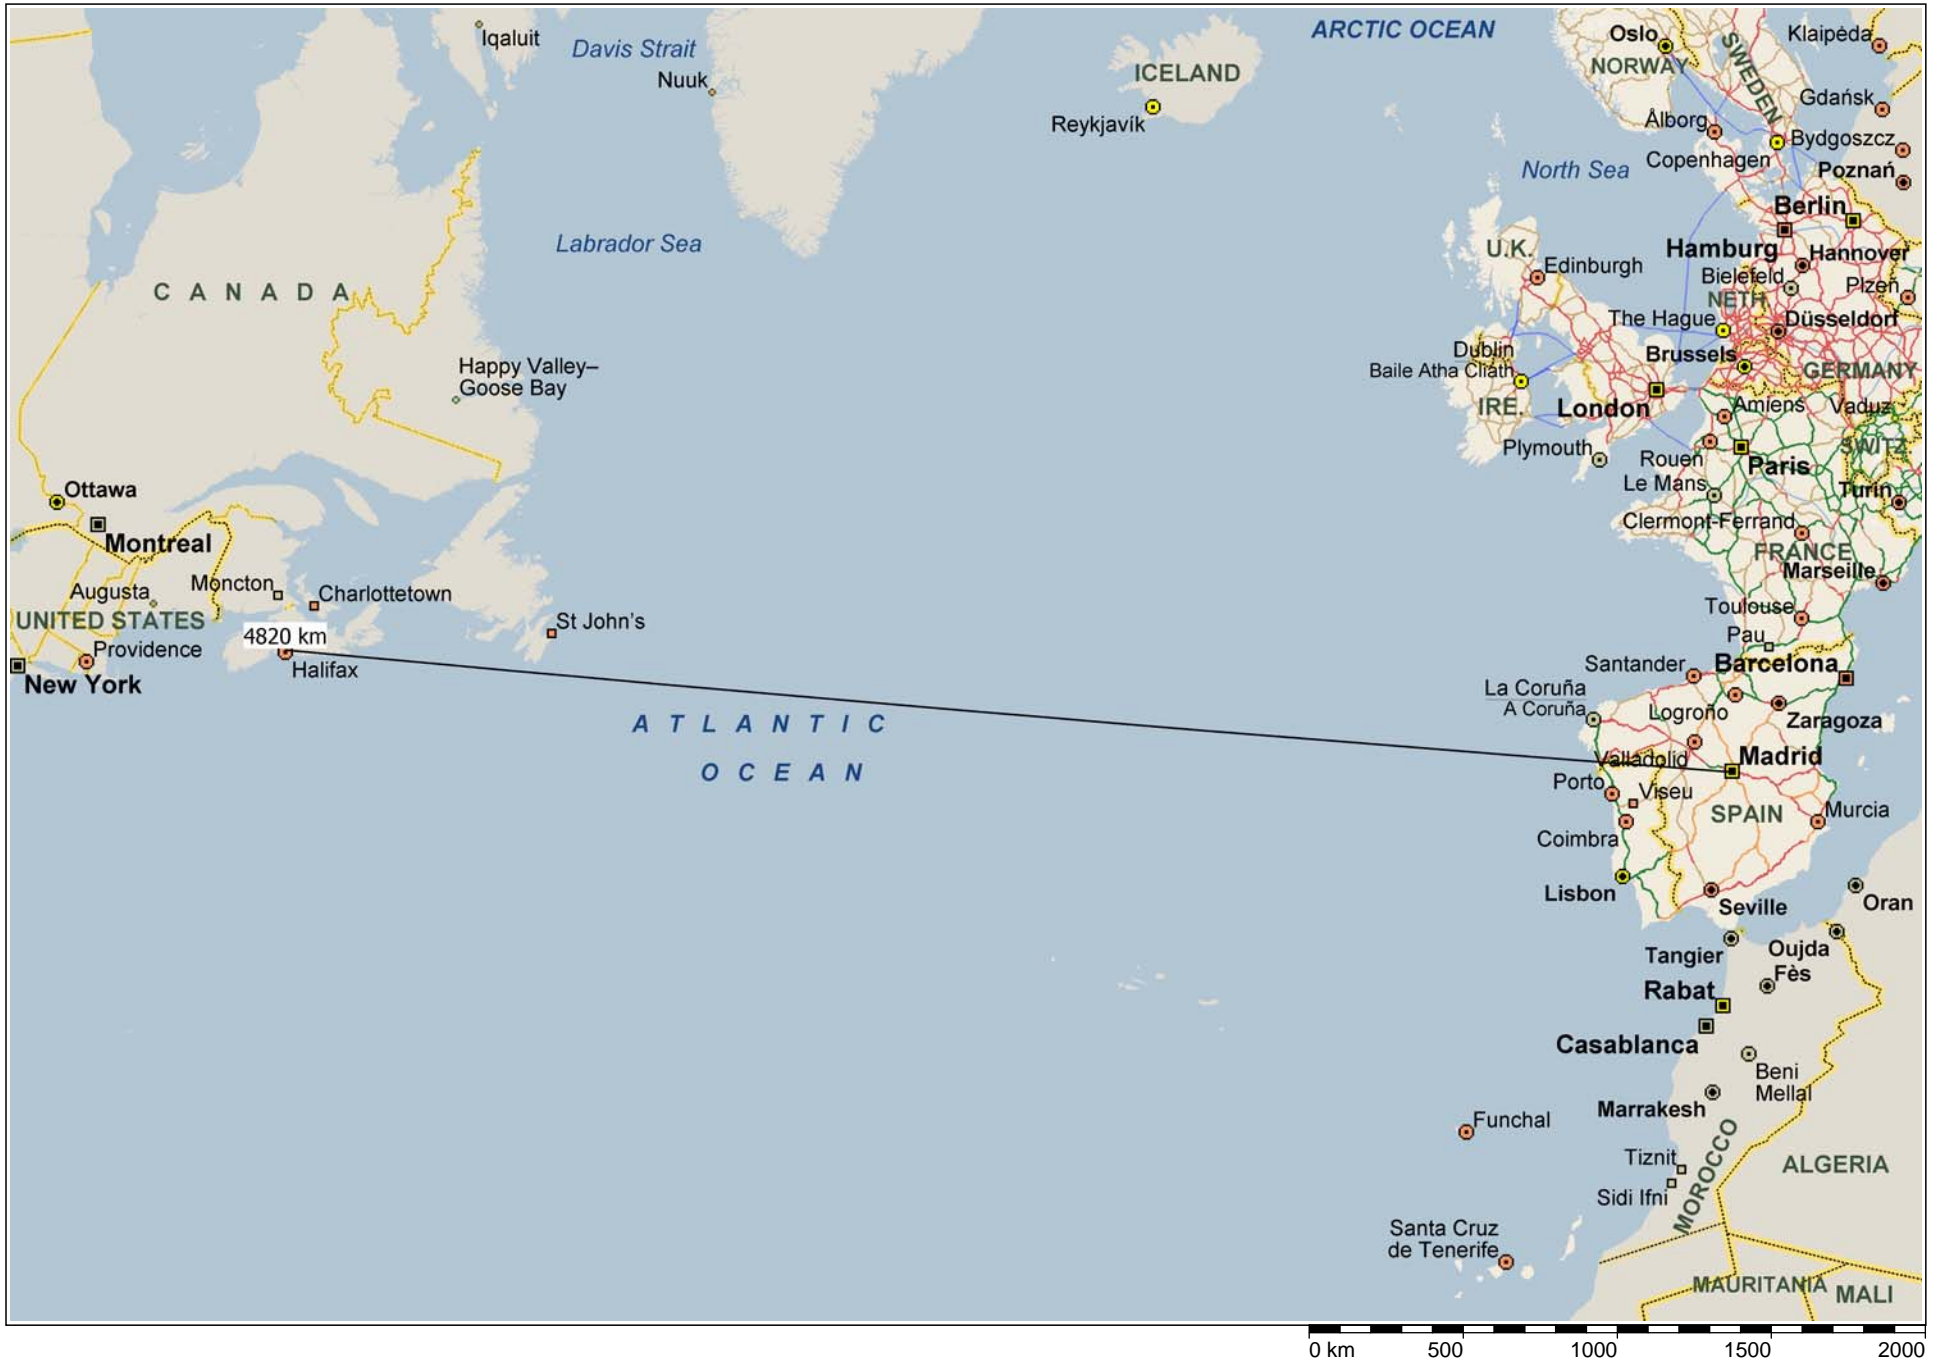 Iqaluit
Davis Strait
Nuuk
ICELAND
Reykjavík
ARCTIC OCEAN
Oslo
NORWAY
SWEDEN
Klaipėda
Gdańsk
Ålborg
Bydgoszcz
Copenhagen
Poznań
North Sea
Berlin
Labrador Sea
U.K.
Hamburg
Hannover
Edinburgh
Bielefeld
Plzeň
CANADA
NETH
The Hague
Düsseldorf
Dublin
Baile Atha Cliath
Brussels
GERMANY
Happy Valley–
Goose Bay
IRE.
London
Amiens
Vaduz
Plymouth
Rouen
SWITZ
Paris
Le Mans
Turin
Ottawa
Clermont-Ferrand
Montreal
FRANCE
Marseille
Augusta
Moncton
Charlottetown
Toulouse
UNITED STATES
St John's
4820 km
Pau
Providence
Halifax
Santander
Barcelona
New York
La Coruña
A Coruña
Logroño
Zaragoza
ATLANTIC
OCEAN
Valladolid
Madrid
Porto
Viseu
SPAIN
Murcia
Coimbra
Lisbon
Seville
Oran
Tangier
Oujda
Fès
Rabat
Casablanca
Beni
Mellal
Marrakesh
Funchal
Tiznit
Sidi Ifni
MOROCCO
ALGERIA
Santa Cruz
de Tenerife
MAURITANIA
MALI
0 km 500 1000 1500 2000